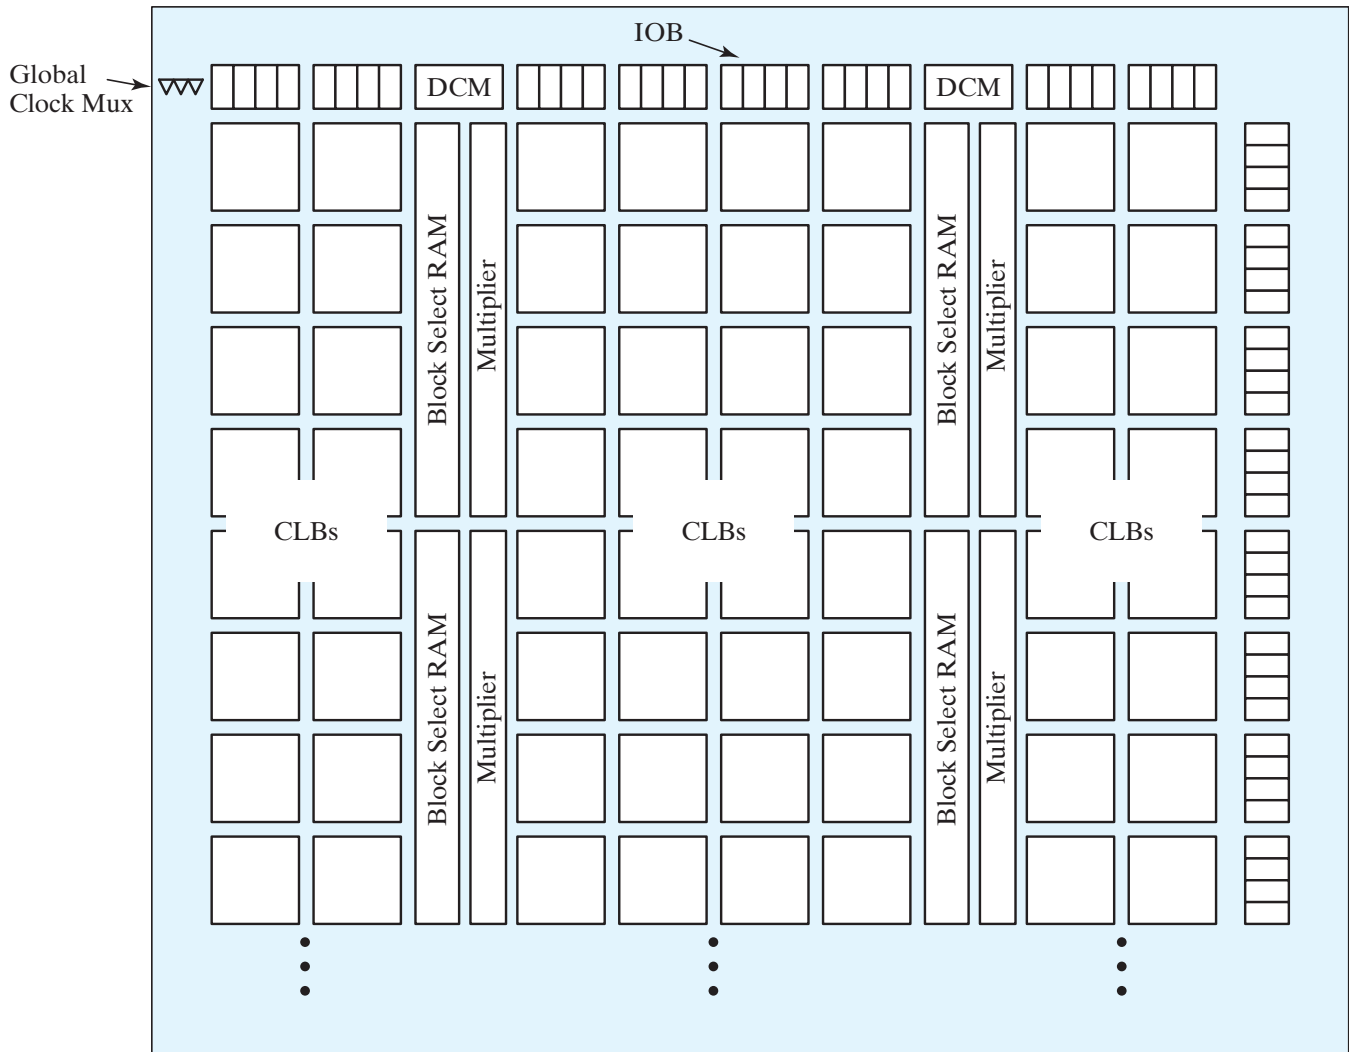 IOB
Global
Clock Mux
DCM
DCM
Block Select RAM
Multiplier
Block Select RAM
Multiplier
CLBs
CLBs
CLBs
Block Select RAM
Multiplier
Block Select RAM
Multiplier